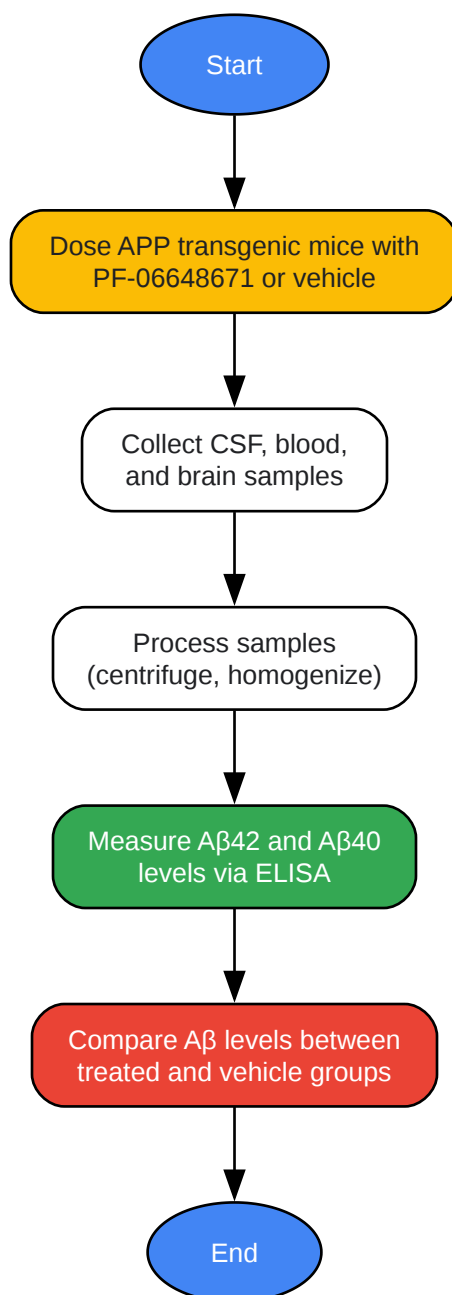 Start
Dose APP transgenic mice with
PF-06648671 or vehicle
Collect CSF, blood,
and brain samples
Process samples
(centrifuge, homogenize)
Measure Aβ42 and Aβ40
levels via ELISA
Compare Aβ levels between
treated and vehicle groups
End